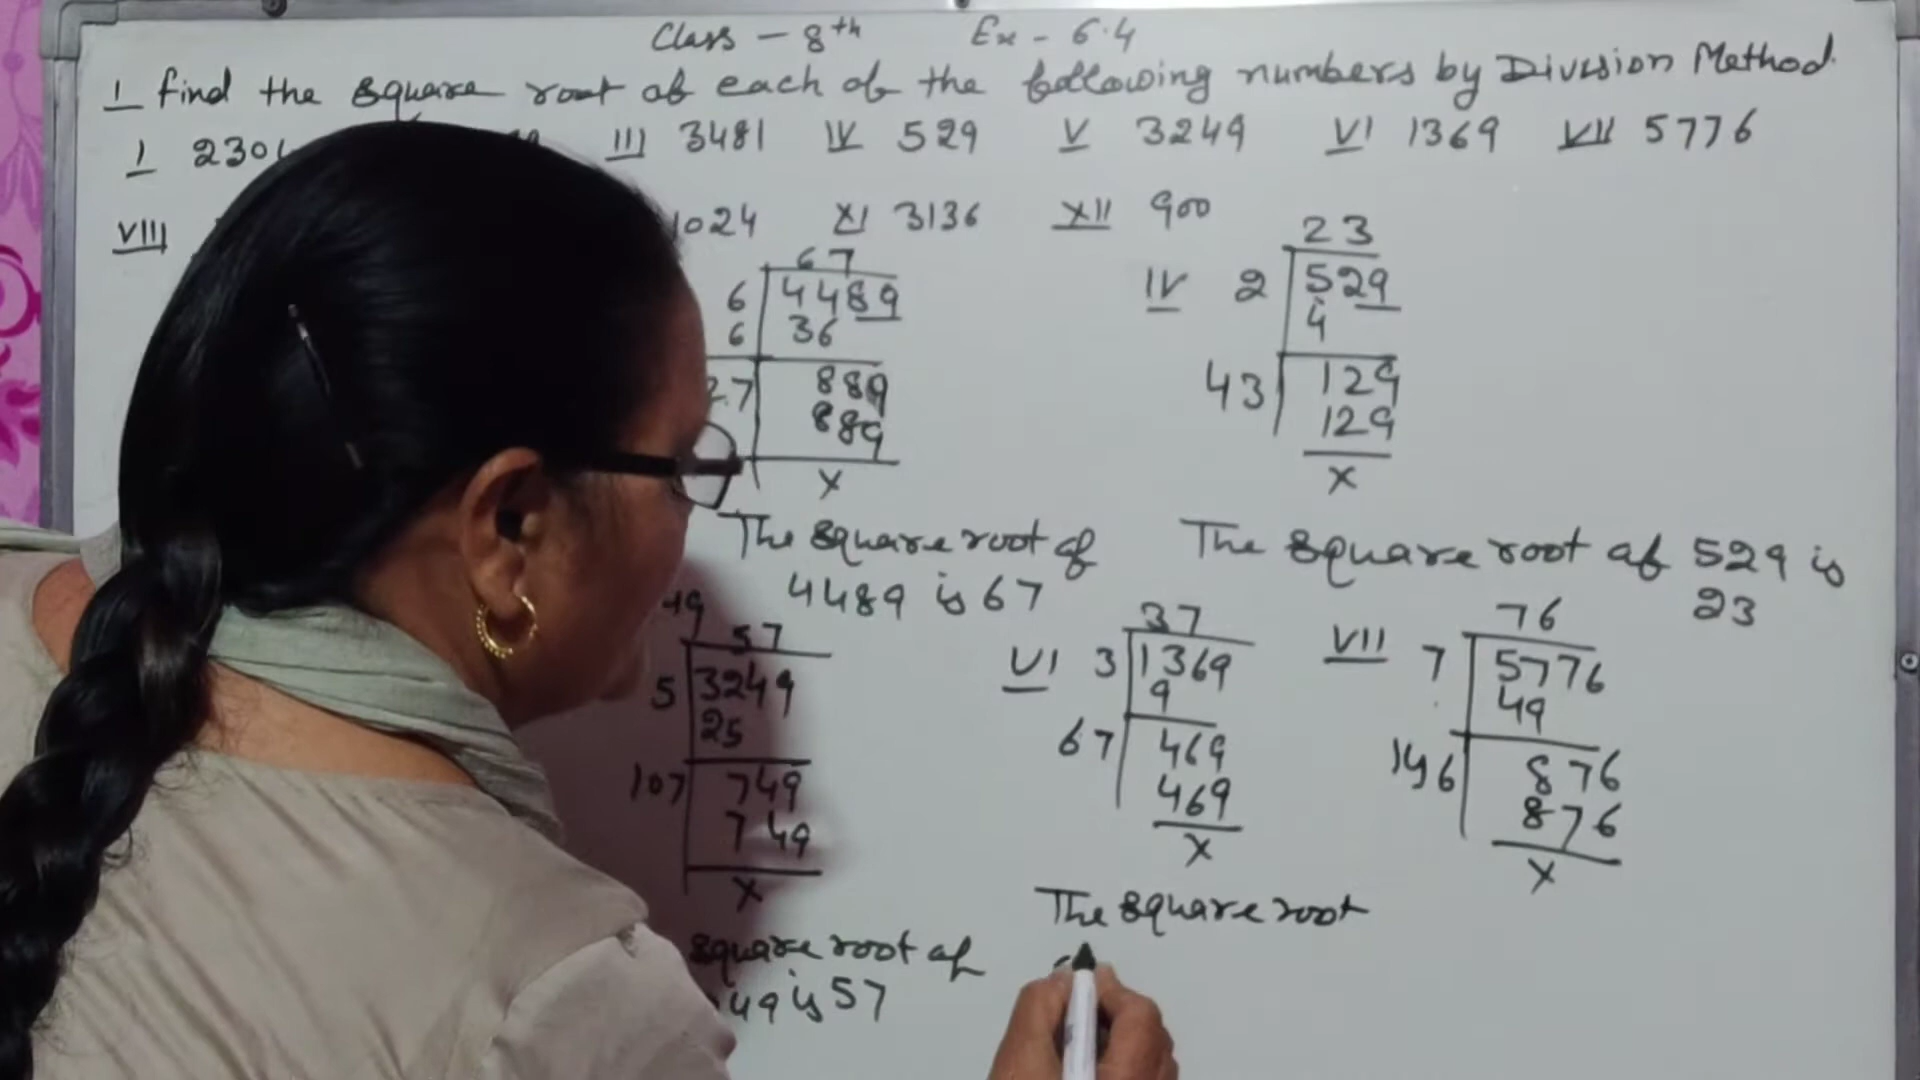 Class - 8th Ex - 6.4
1 find the square root of each of the following numbers by Division Method.
I 230 III 3481 IV 529 V 3249 VI 1369 VII 5776
VIII 1024 XI 3136 XII 900
67
6 4489
6 36
27 889
889
x
The square root of
4489 is 67
23
IV 2 529
4
43 129
129
x
The square root of 529 is
23
57
5 3249
25
107 749
749
x
square root of
49 is 57
37
VI 3 1369
9
67 469
469
x
The square root
76
VII 7 5776
49
146 876
876
x